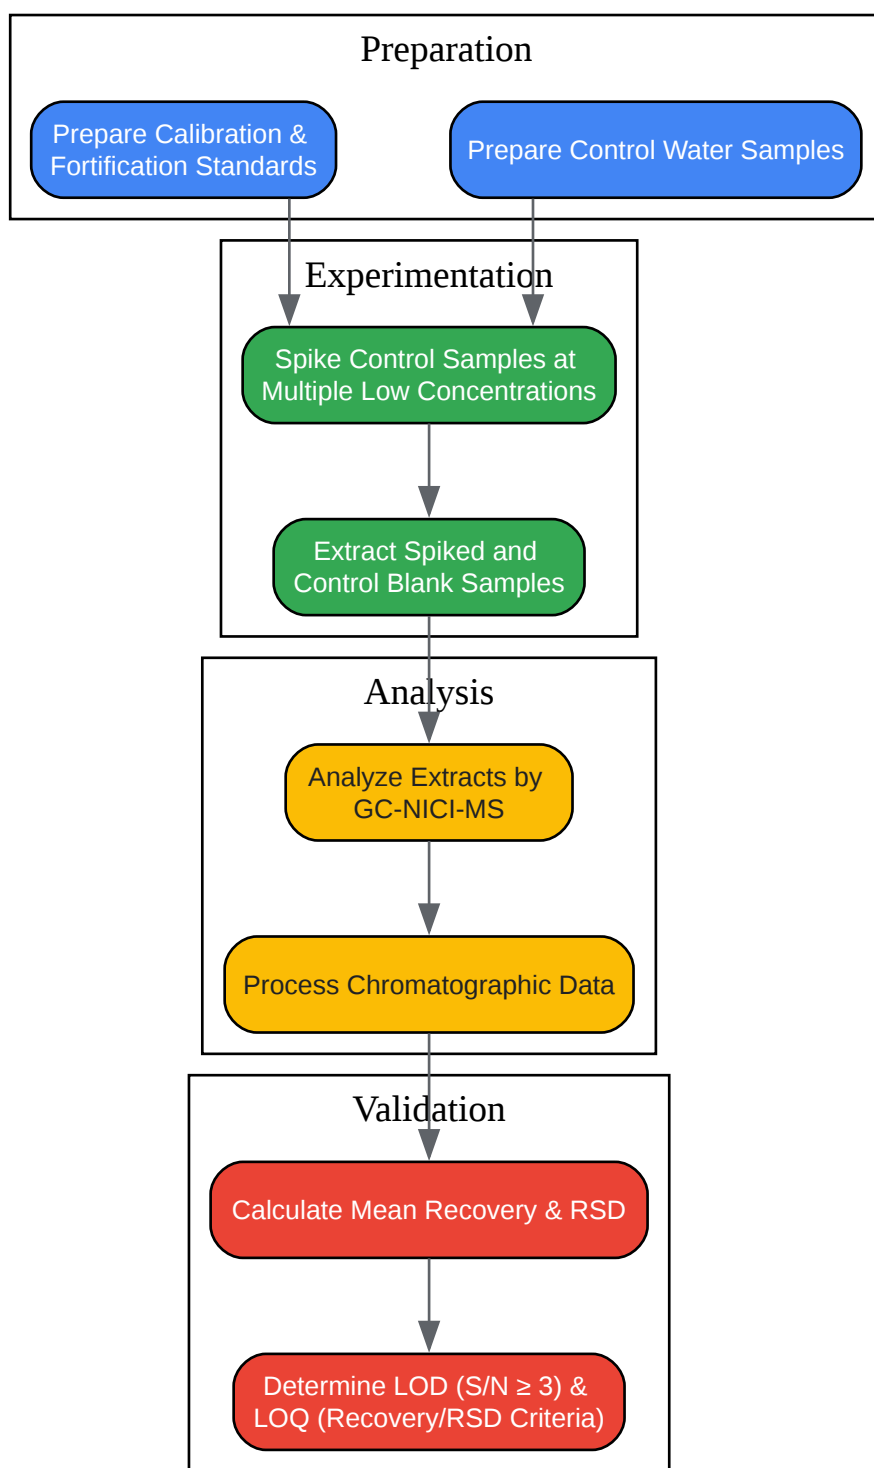 Preparation
Prepare Calibration &
Fortification Standards
Prepare Control Water Samples
Experimentation
Spike Control Samples at
Multiple Low Concentrations
Extract Spiked and
Control Blank Samples
Analysis
Analyze Extracts by
GC-NICI-MS
Process Chromatographic Data
Validation
Calculate Mean Recovery & RSD
Determine LOD (S/N ≥ 3) &
LOQ (Recovery/RSD Criteria)